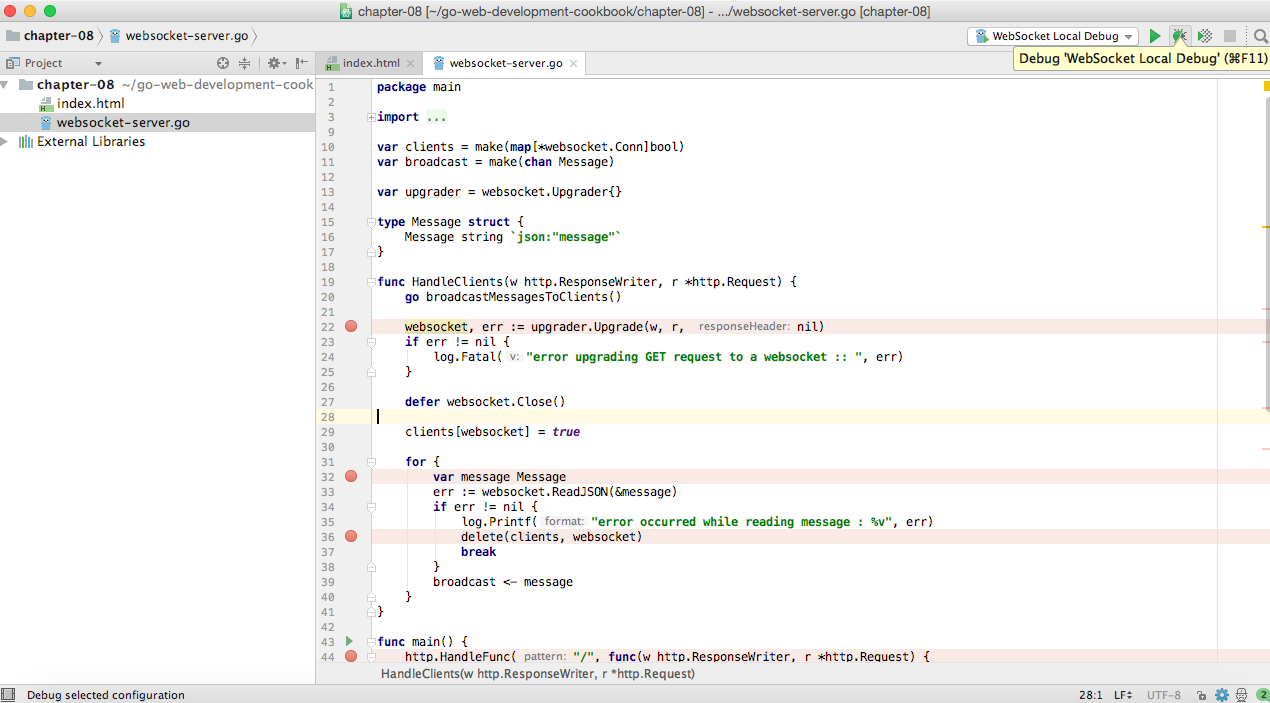 chapter-08 [~/go-web-development-cookbook/chapter-08] - .../websocket-server.go [chapter-08]
chapter-08 websocket-server.go
WebSocket Local Debug
Debug 'WebSocket Local Debug' (⌘F11)
Project
index.html
websocket-server.go
chapter-08 ~/go-web-development-cook
index.html
websocket-server.go
External Libraries
1 package main
2
3 import ...
9
10 var clients = make(map[*websocket.Conn]bool)
11 var broadcast = make(chan Message)
12
13 var upgrader = websocket.Upgrader{}
14
15 type Message struct {
16     Message string `json:"message"`
17 }
18
19 func HandleClients(w http.ResponseWriter, r *http.Request) {
20     go broadcastMessagesToClients()
21
22     websocket, err := upgrader.Upgrade(w, r, responseHeader: nil)
23     if err != nil {
24         log.Fatal( v: "error upgrading GET request to a websocket :: ", err)
25     }
26
27     defer websocket.Close()
28
29     clients[websocket] = true
30
31     for {
32         var message Message
33         err := websocket.ReadJSON(&message)
34         if err != nil {
35             log.Printf( format: "error occurred while reading message : %v", err)
36             delete(clients, websocket)
37             break
38         }
39         broadcast <- message
40     }
41 }
42
43 func main() {
44     http.HandleFunc( pattern: "/", func(w http.ResponseWriter, r *http.Request) {
HandleClients(w http.ResponseWriter, r *http.Request)
Debug selected configuration
28:1 LF÷ UTF-8 2